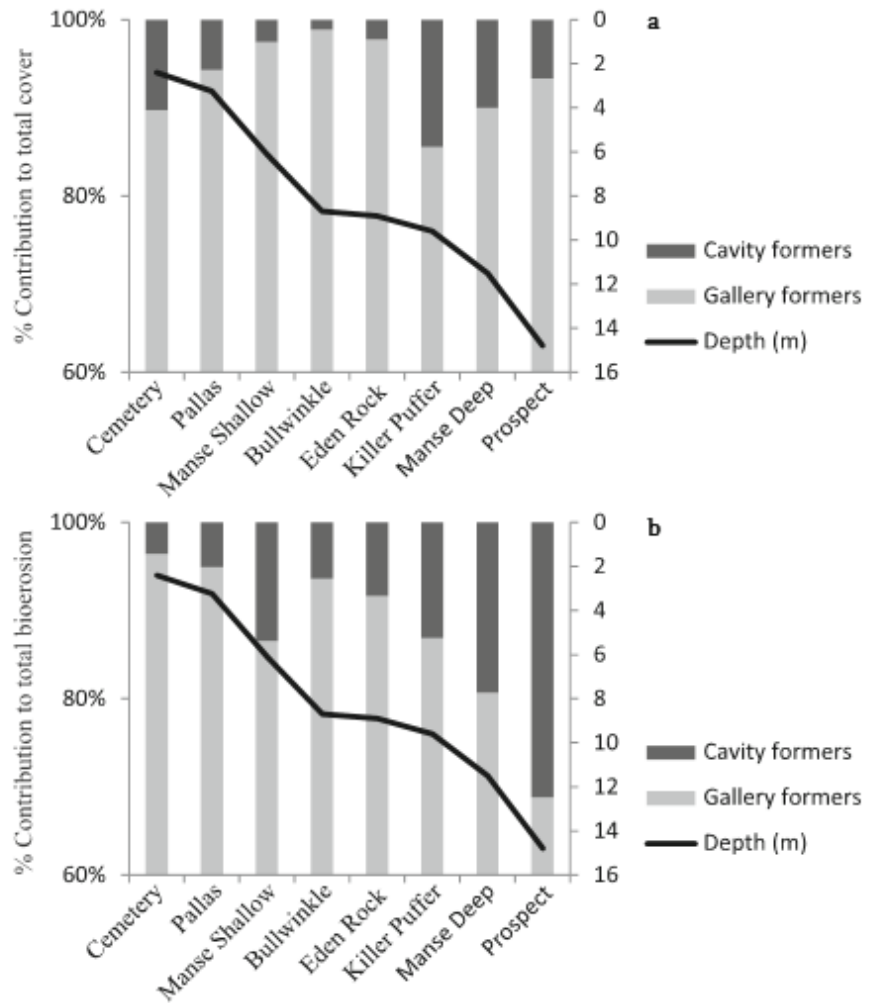 100%
80%
60%
% Contribution to total cover
0
2
4
6
8
10
12
14
16
a
Cavity formers
Gallery formers
Depth (m)
Cemetery
Pallas
Manse Shallow
Bullwinkle
Eden Rock
Killer Puffer
Manse Deep
Prospect
100%
80%
60%
% Contribution to total bioerosion
0
2
4
6
8
10
12
14
16
b
Cavity formers
Gallery formers
Depth (m)
Cemetery
Pallas
Manse Shallow
Bullwinkle
Eden Rock
Killer Puffer
Manse Deep
Prospect